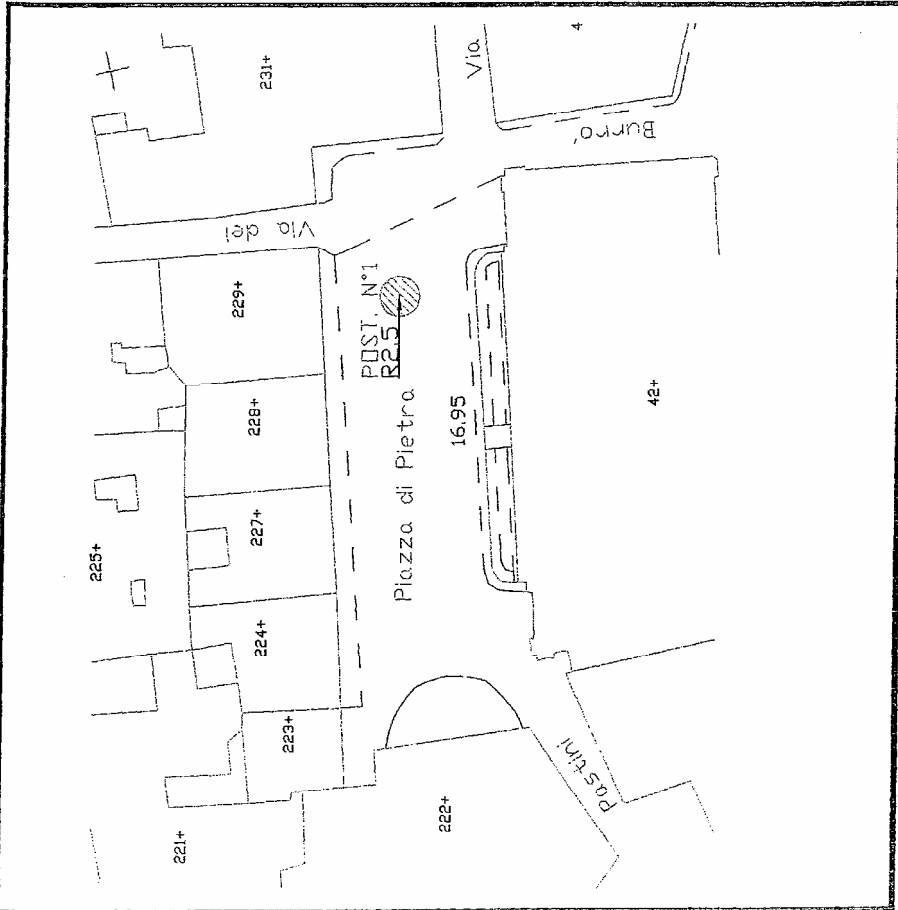 231+
Via
4
Burro'
Via dei
229+
POST. N°1
R2.5
228+
Piazza di Pietra
16.95
42+
225+
227+
224+
223+
221+
222+
Pastini